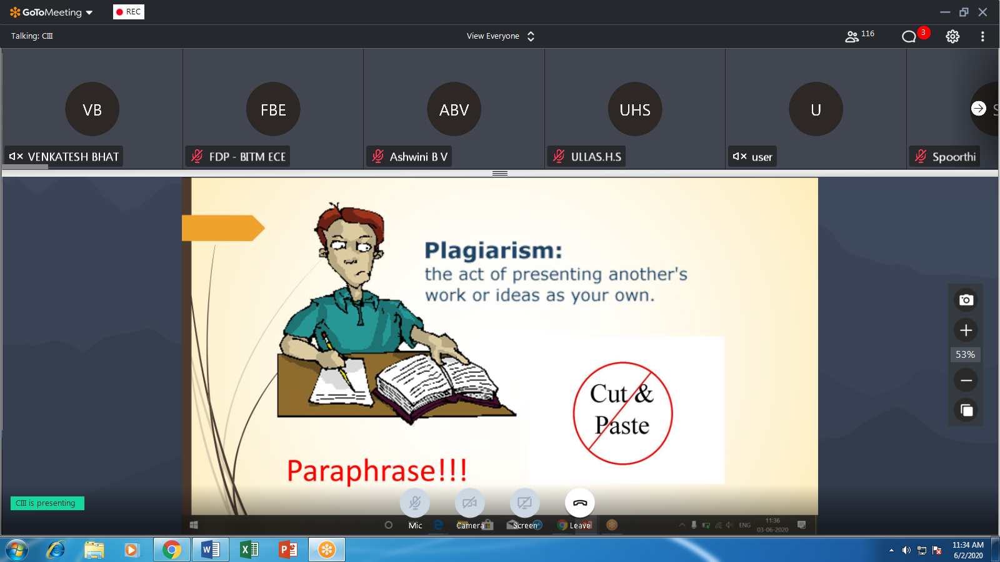 GoToMeeting
REC
Talking: CIII
View Everyone
116
3
VB
FBE
ABV
UHS
U
VENKATESH BHAT
FDP - BITM ECE
Ashwini B V
ULLAS.H.S
user
Spoorthi
Plagiarism:
the act of presenting another's
work or ideas as your own.
53%
Cut &
Paste
Paraphrase!!!
CIII is presenting
Mic
Camera
Screen
Leave
ENG
11:36
03-06-2020
11:34 AM
6/2/2020